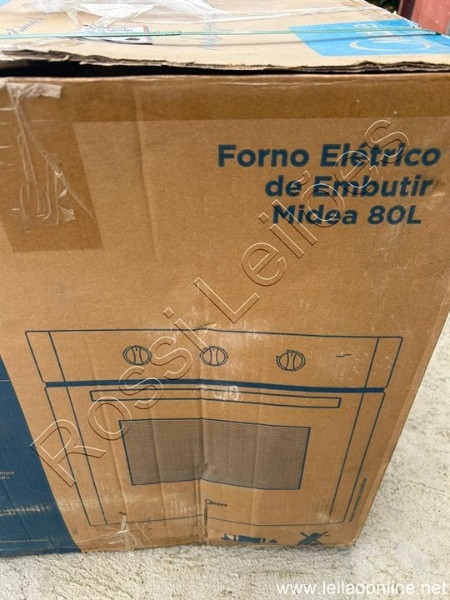 Forno Elétrico
de Embutir
Midea 80L
Rossi Leilões
www.leilaoonline.net